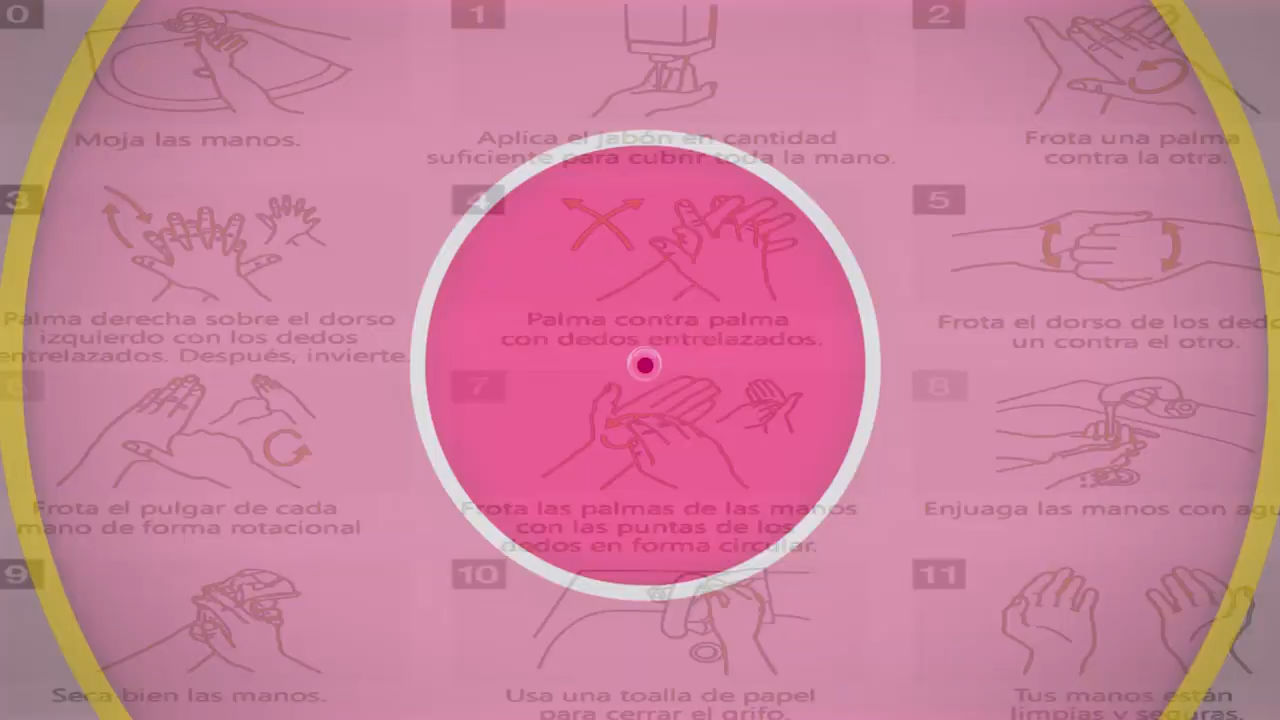 0
Moja las manos.
1
Aplica el jabón en cantidad
suficiente para cubrir toda la mano.
2
Frota una palma
contra la otra.
3
Palma derecha sobre el dorso
izquierdo con los dedos
entrelazados. Después, invierte.
4
Palma contra palma
con dedos entrelazados.
5
Frota el dorso de los dedo
un contra el otro.
6
Frota el pulgar de cada
mano de forma rotacional
7
Frota las palmas de las manos
con las puntas de los
dedos en forma circular.
8
Enjuaga las manos con agu
9
Seca bien las manos.
10
Usa una toalla de papel
para cerrar el grifo.
11
Tus manos están
limpias y seguras.